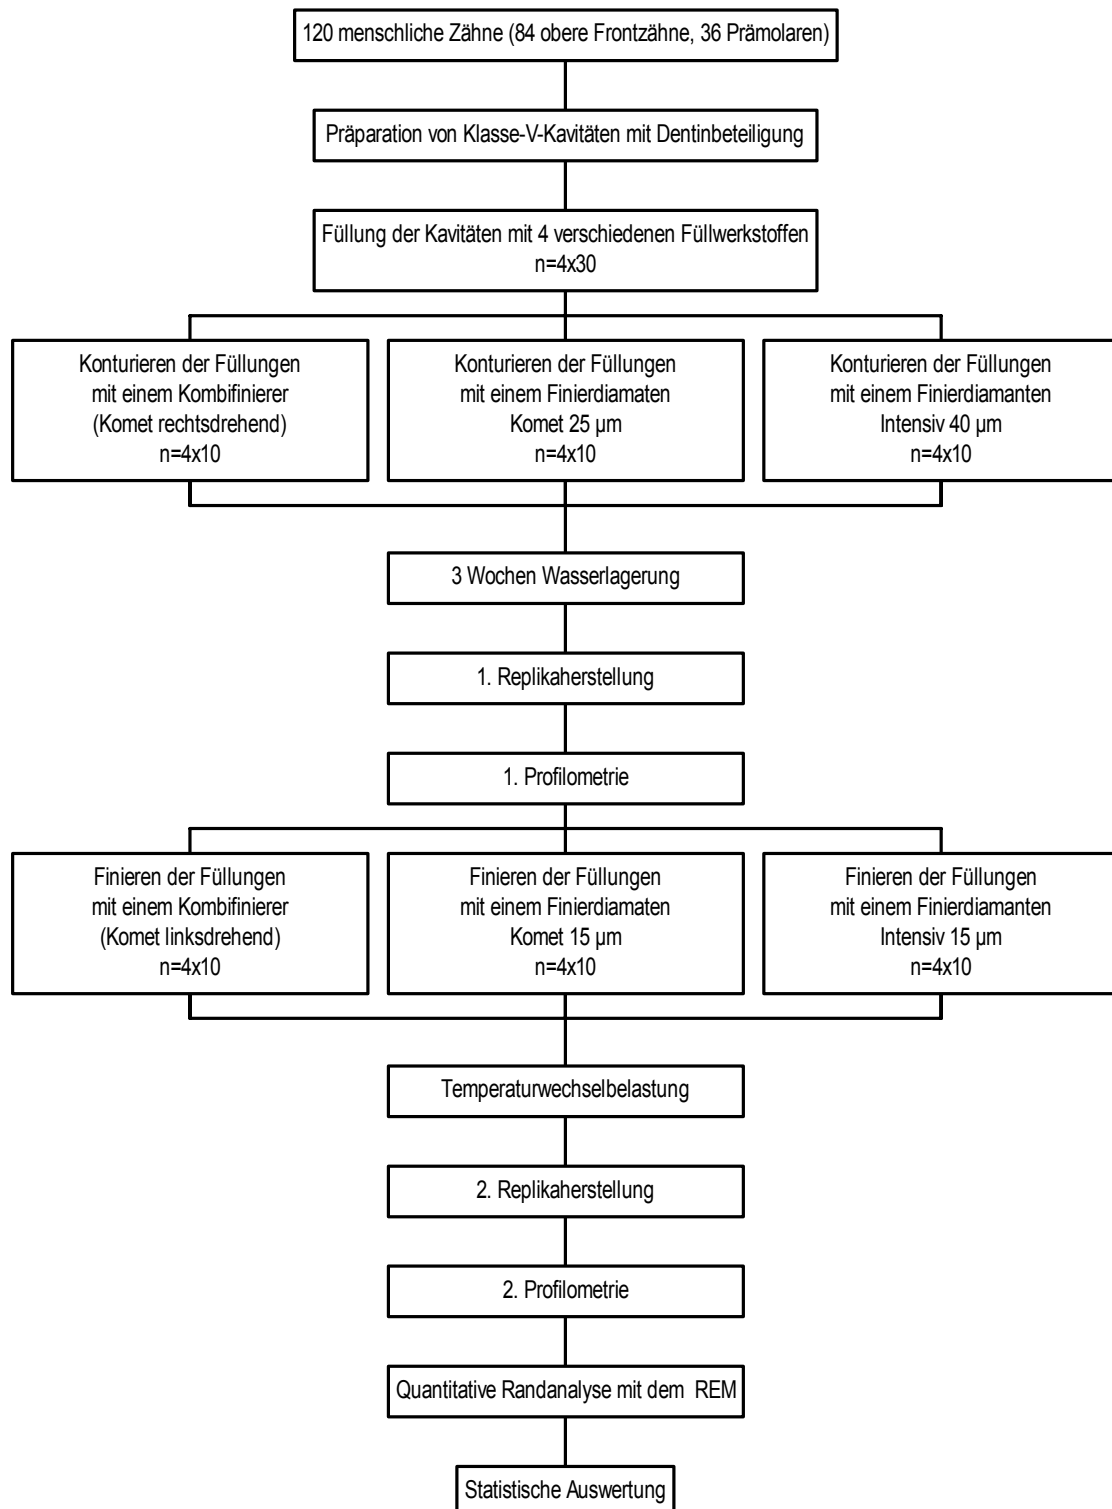 120 menschliche Zähne (84 obere Frontzähne, 36 Prämolaren)
Präparation von Klasse-V-Kavitäten mit Dentinbeteiligung
Füllung der Kavitäten mit 4 verschiedenen Füllwerkstoffen
n=4x30
Konturieren der Füllungen
mit einem Kombifinierer
(Komet rechtsdrehend)
n=4x10
Konturieren der Füllungen
mit einem Finierdiamaten
Komet 25 µm
n=4x10
Konturieren der Füllungen
mit einem Finierdiamanten
Intensiv 40 µm
n=4x10
3 Wochen Wasserlagerung
1. Replikaherstellung
1. Profilometrie
Finieren der Füllungen
mit einem Kombifinierer
(Komet linksdrehend)
n=4x10
Finieren der Füllungen
mit einem Finierdiamaten
Komet 15 µm
n=4x10
Finieren der Füllungen
mit einem Finierdiamanten
Intensiv 15 µm
n=4x10
Temperaturwechselbelastung
2. Replikaherstellung
2. Profilometrie
Quantitative Randanalyse mit dem REM
Statistische Auswertung